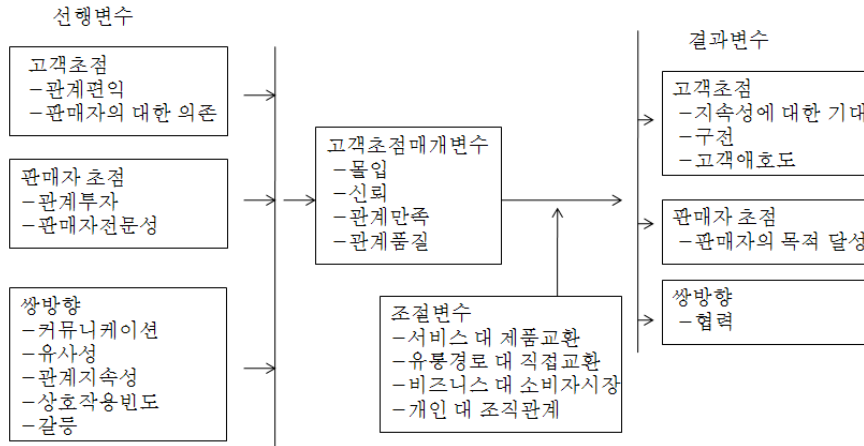 선행변수
고객초점
-관계편익
-판매자의 대한 의존
판매자 초점
-관계투자
-판매자전문성
쌍방향
-커뮤니케이션
-유사성
-관계지속성
-상호작용빈도
-갈등
고객초점매개변수
-몰입
-신뢰
-관계만족
-관계품질
조절변수
-서비스 대 제품교환
-유통경로 대 직접교환
-비즈니스 대 소비자시장
-개인 대 조직관계
결과변수
고객초점
-지속성에 대한 기대
-구전
-고객애호도
판매자 초점
-판매자의 목적 달성
쌍방향
-협력